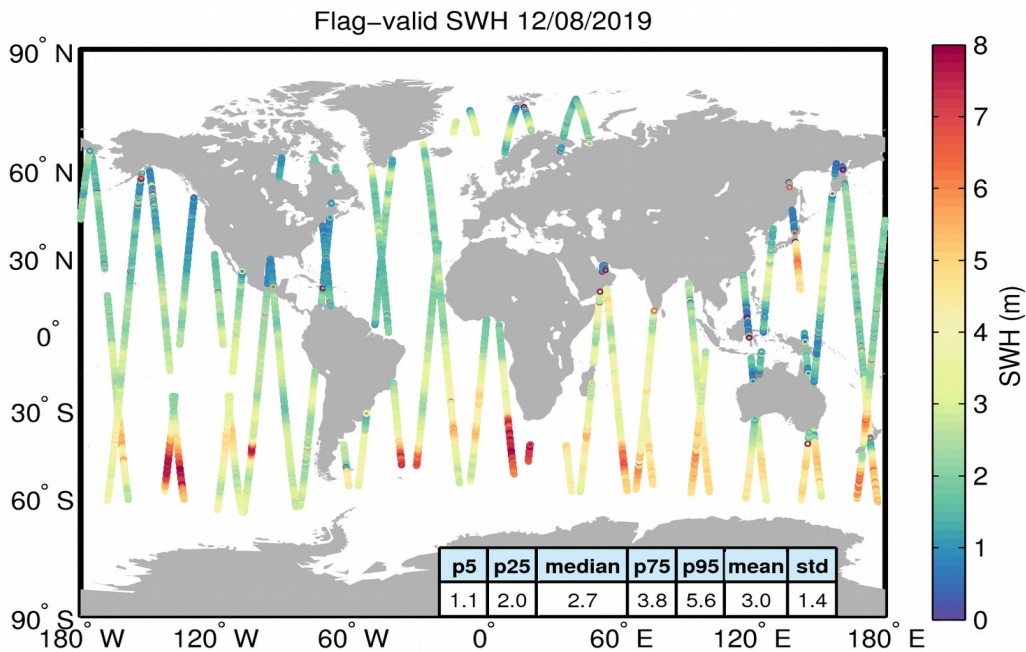 Flag−valid SWH 12/08/2019
90° N
60° N
30° N
0°
30° S
60° S
90° S
180° W
120° W
60° W
0°
60° E
120° E
180° E
p5 p25 median p75 p95 mean std
1.1 2.0 2.7 3.8 5.6 3.0 1.4
8
7
6
5
4
3
2
1
0
SWH (m)